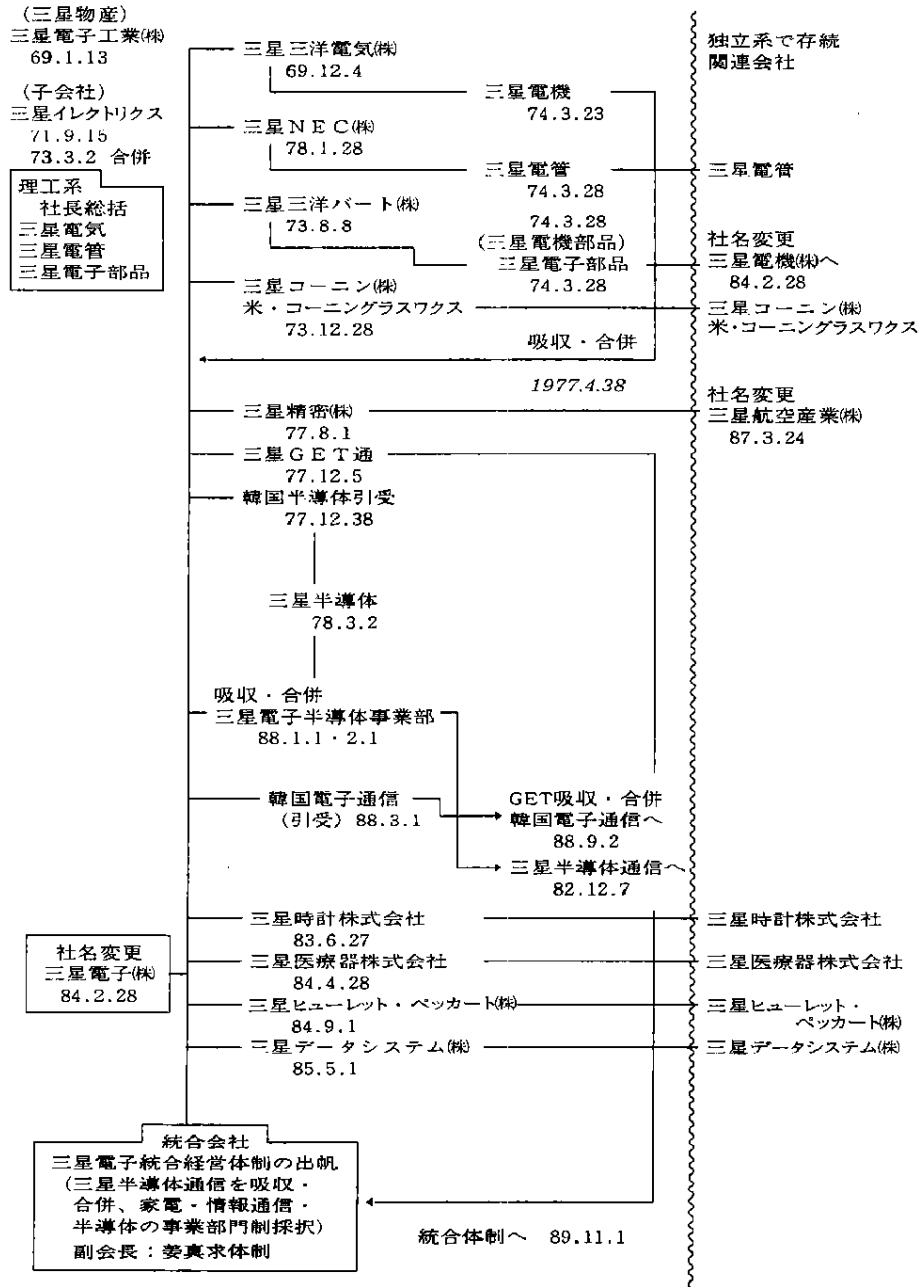 (三星物産)
三星電子工業㈱
69.1.13
(子会社)
三星イレクトリクス
71.9.15
73.3.2 合併
理工系
社長総括
三星電気
三星電管
三星電子部品
三星三洋電気㈱
69.12.4
三星電機
74.3.23
三星NEC㈱
78.1.28
三星電管
74.3.28
三星三洋パート㈱
73.8.8
74.3.28
(三星電機部品)
三星電子部品
74.3.28
三星コーニン㈱
米・コーニングラスワクス
73.12.28
吸収・合併
1977.4.38
三星精密㈱
77.8.1
三星GET通
77.12.5
韓国半導体引受
77.12.38
三星半導体
78.3.2
吸収・合併
三星電子半導体事業部
88.1.1・2.1
韓国電子通信
(引受) 88.3.1
GET吸収・合併
韓国電子通信へ
88.9.2
三星半導体通信へ
82.12.7
三星時計株式会社
83.6.27
三星医療器株式会社
84.4.28
三星ヒューレット・ペッカート㈱
84.9.1
三星データシステム㈱
85.5.1
社名変更
三星電子㈱
84.2.28
統合会社
三星電子統合経営体制の出帆
(三星半導体通信を吸収・
合併、家電・情報通信・
半導体の事業部門制採択)
副会長：姜真求体制
統合体制へ 89.11.1
独立系で存続
関連会社
三星電管
社名変更
三星電機㈱へ
84.2.28
三星コーニン㈱
米・コーニングラスワクス
社名変更
三星航空産業㈱
87.3.24
三星時計株式会社
三星医療器株式会社
三星ヒューレット・
ペッカート㈱
三星データシステム㈱